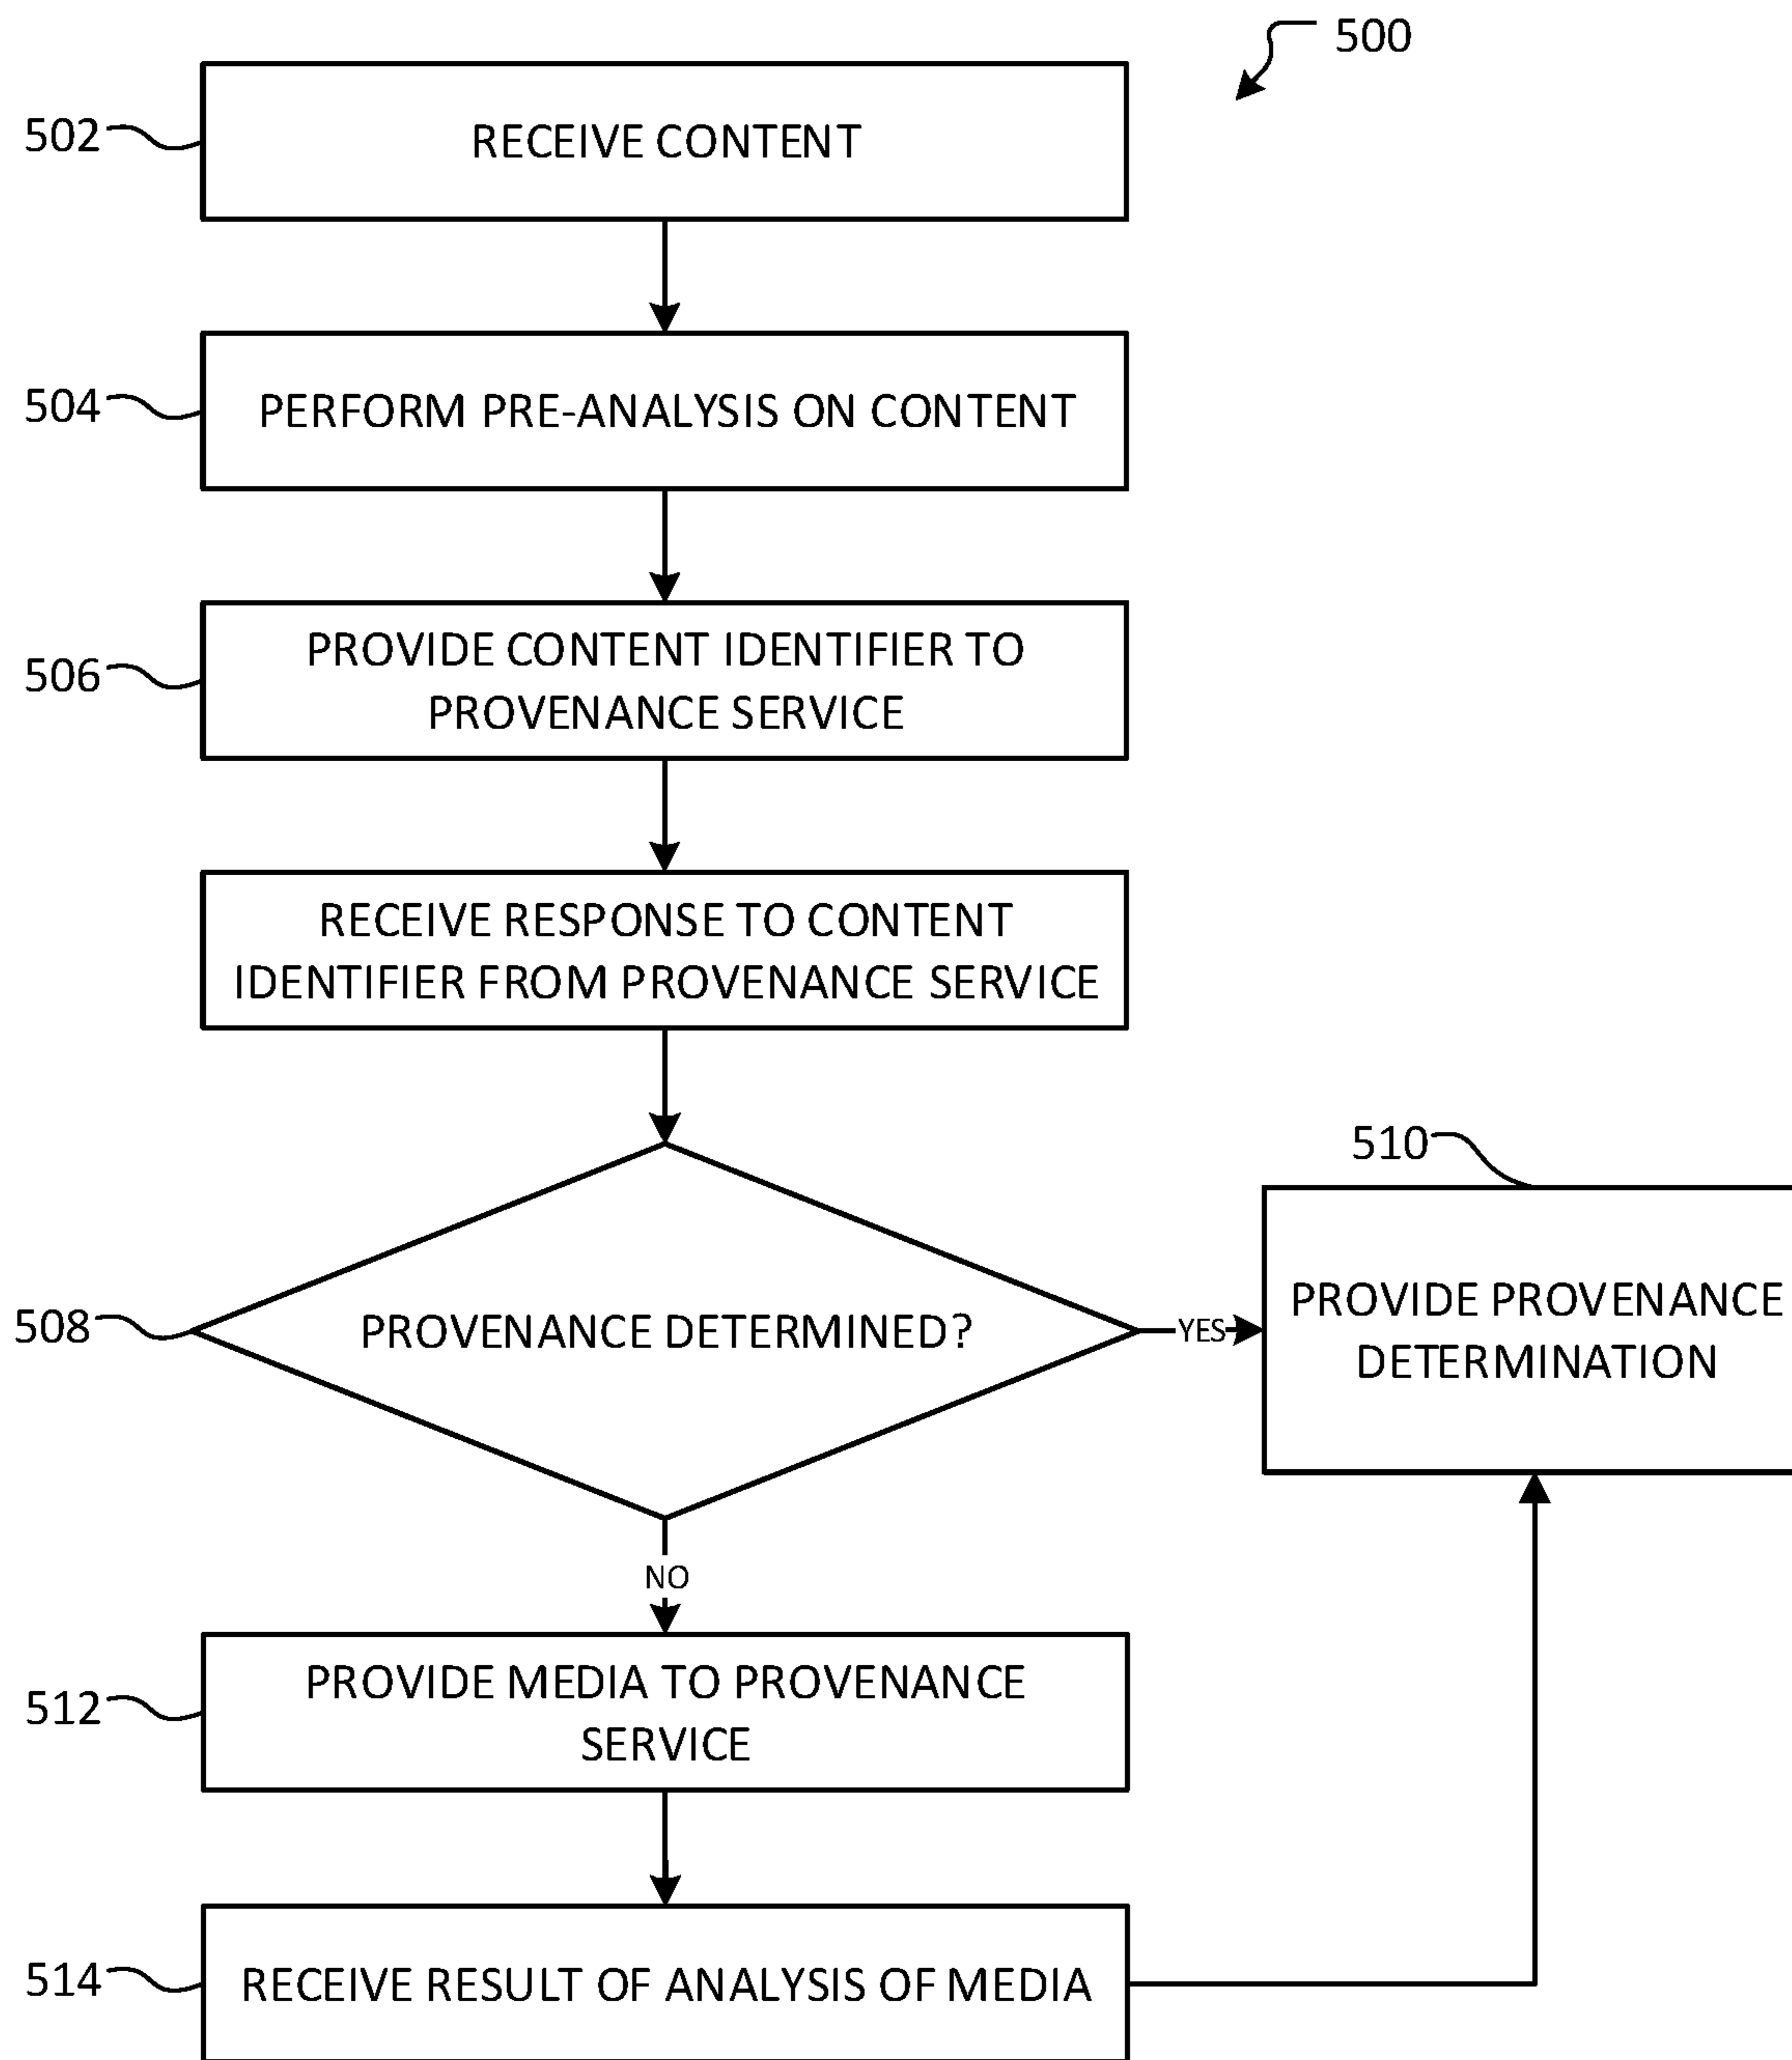 500
502
RECEIVE CONTENT
504
PERFORM PRE-ANALYSIS ON CONTENT
506
PROVIDE CONTENT IDENTIFIER TO
PROVENANCE SERVICE
RECEIVE RESPONSE TO CONTENT
IDENTIFIER FROM PROVENANCE SERVICE
508
PROVENANCE DETERMINED?
YES
510
PROVIDE PROVENANCE
DETERMINATION
NO
512
PROVIDE MEDIA TO PROVENANCE
SERVICE
514
RECEIVE RESULT OF ANALYSIS OF MEDIA